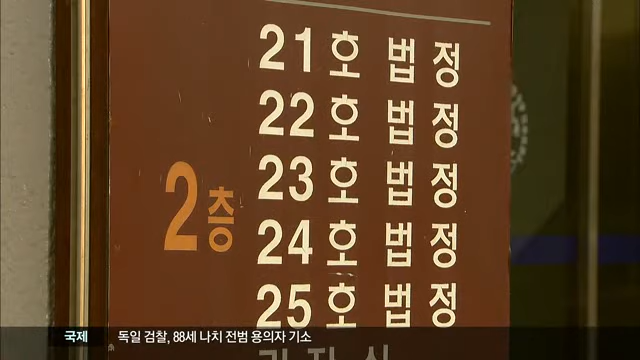 21호 법정
22호 법정
2층
23호 법정
24호 법정
25호 법정
국제 독일 검찰, 88세 나치 전범 용의자 기소